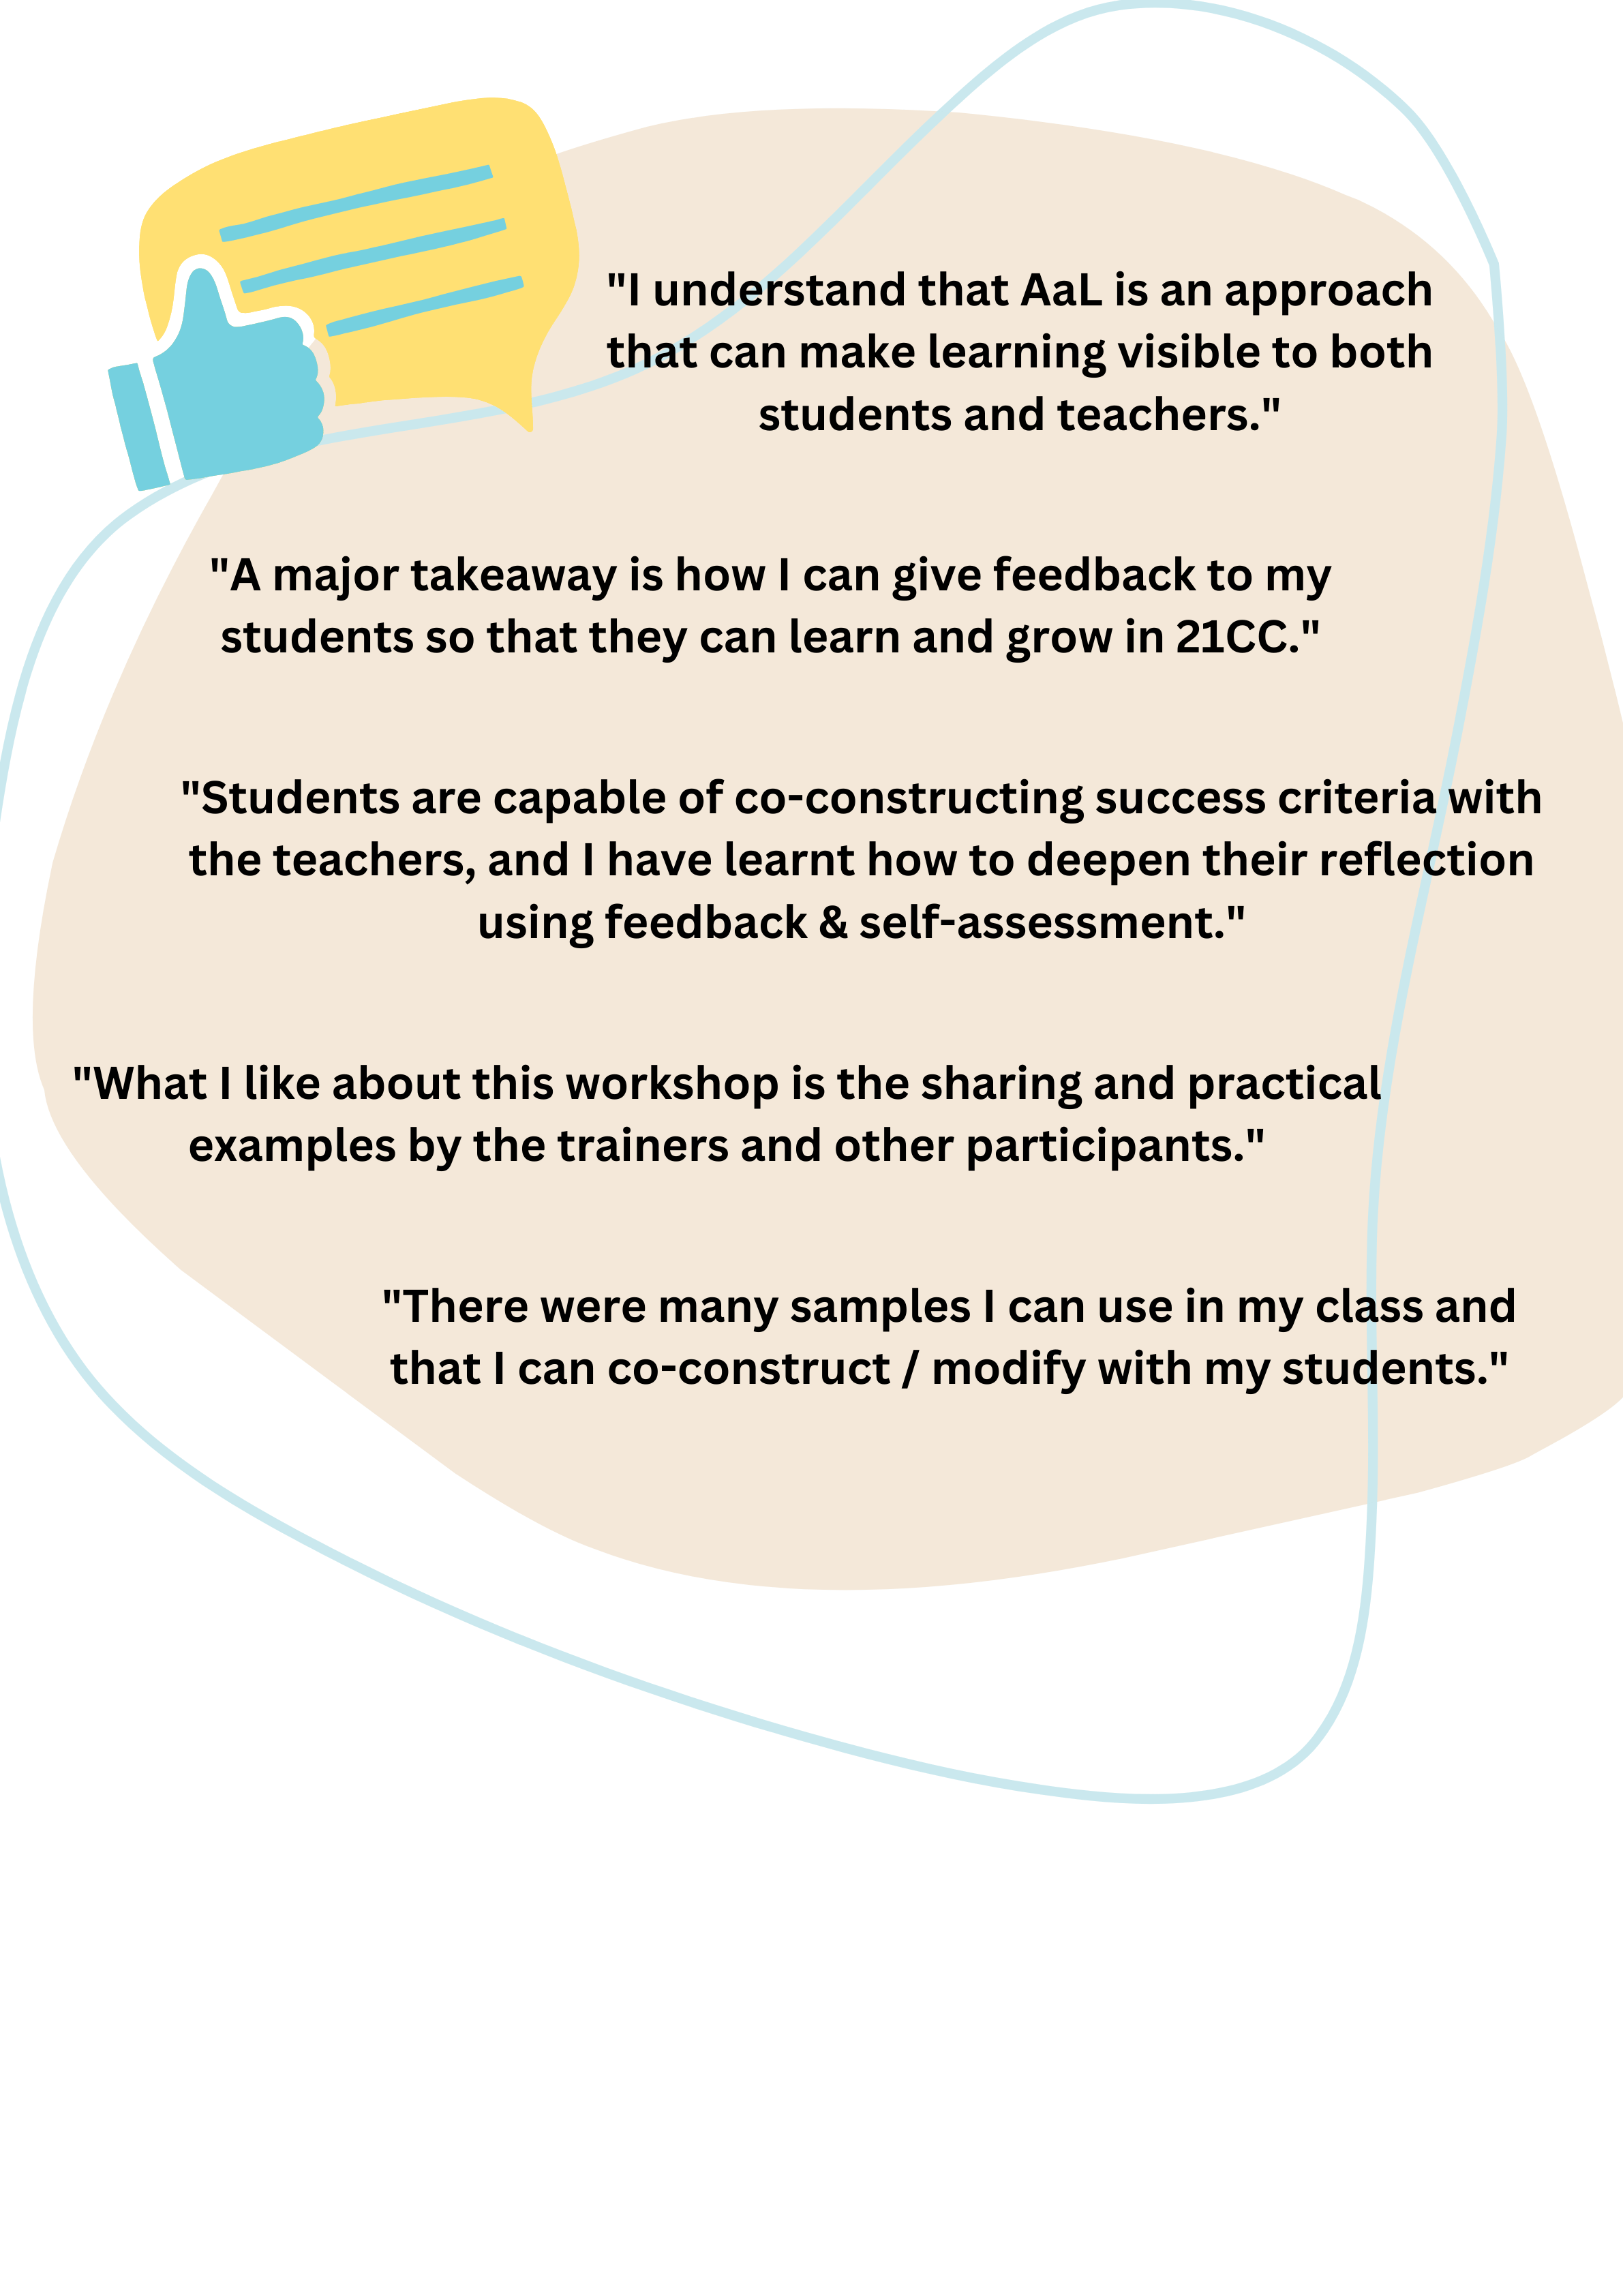 "I understand that AaL is an approach
that can make learning visible to both
students and teachers."
"A major takeaway is how I can give feedback to my
students so that they can learn and grow in 21CC."
"Students are capable of co-constructing success criteria with
the teachers, and I have learnt how to deepen their reflection
using feedback & self-assessment."
"What I like about this workshop is the sharing and practical
examples by the trainers and other participants."
"There were many samples I can use in my class and
that I can co-construct / modify with my students."